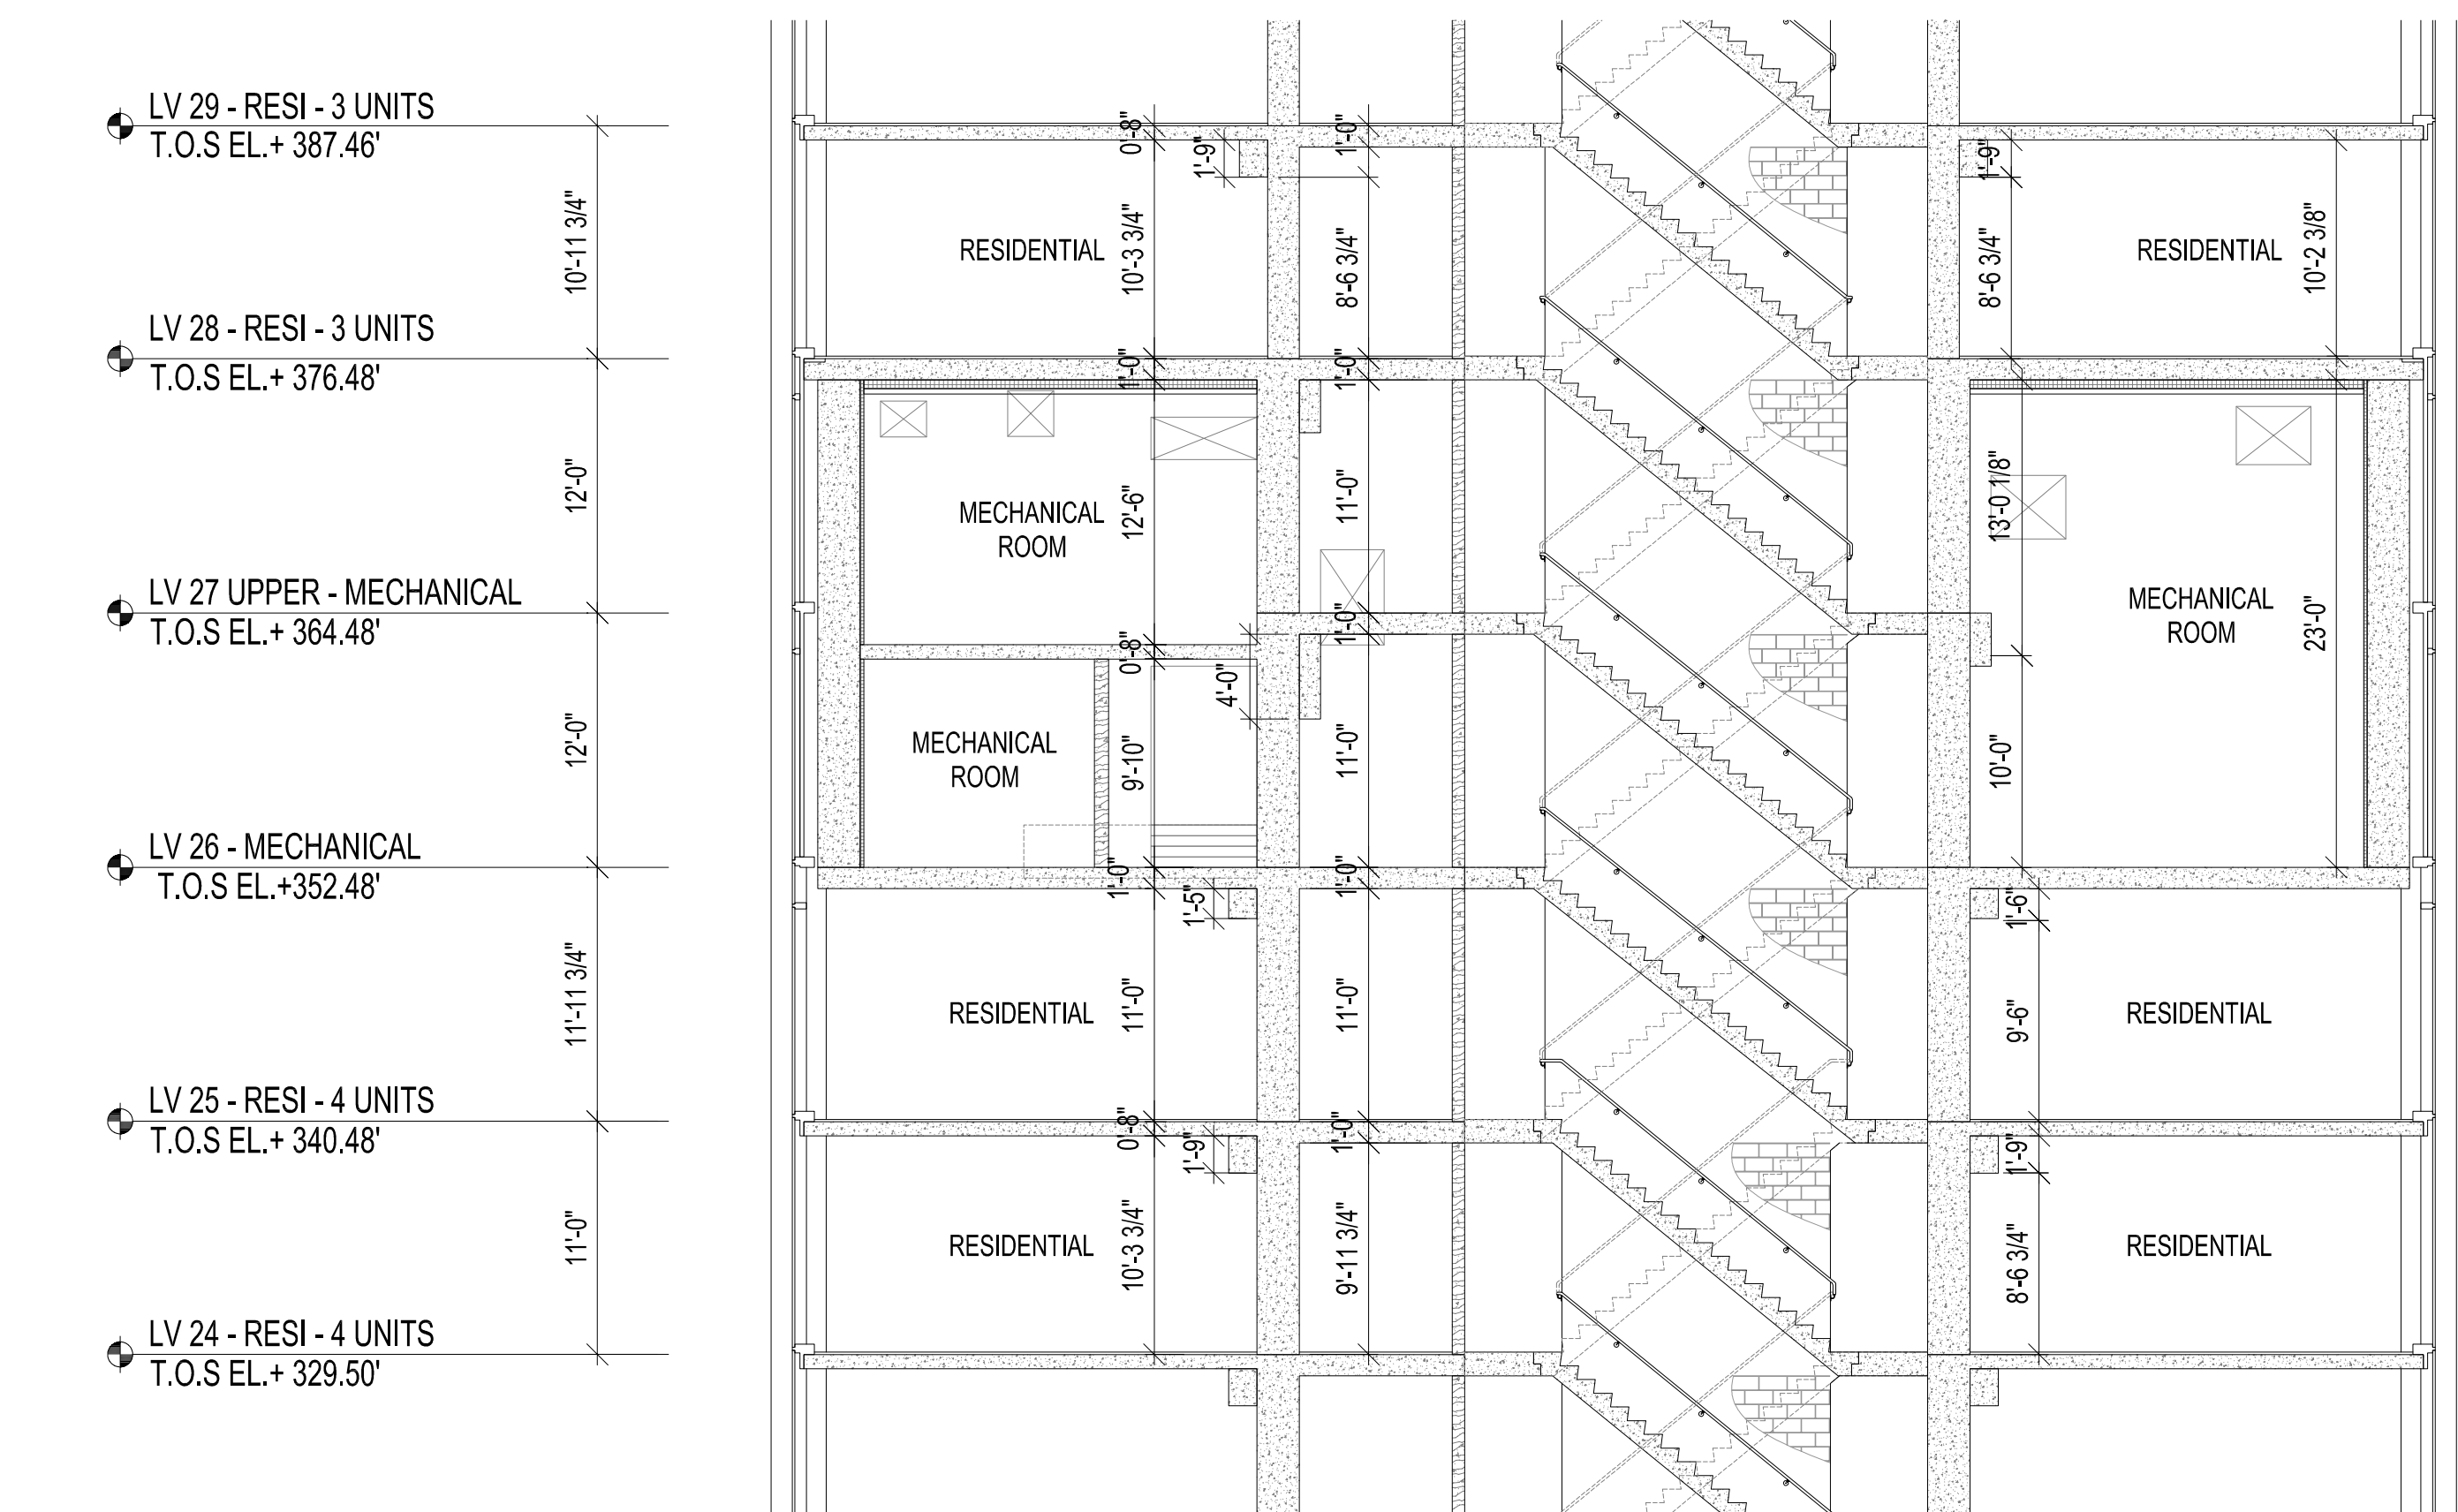 LV 29 - RESI - 3 UNITS
T.O.S EL.+ 387.46'
10'-11 3/4"
LV 28 - RESI - 3 UNITS
T.O.S EL.+ 376.48'
12'-0"
LV 27 UPPER - MECHANICAL
T.O.S EL.+ 364.48'
12'-0"
LV 26 - MECHANICAL
T.O.S EL.+352.48'
11'-11 3/4"
LV 25 - RESI - 4 UNITS
T.O.S EL.+ 340.48'
11'-0"
LV 24 - RESI - 4 UNITS
T.O.S EL.+ 329.50'
0'-8"
1'-9"
1'-0"
RESIDENTIAL
10'-3 3/4"
8'-6 3/4"
1'-0"
1'-0"
MECHANICAL
ROOM
12'-6"
11'-0"
0'-8"
1'-0"
4'-0"
MECHANICAL
ROOM
9'-10"
11'-0"
1'-0"
1'-5"
1'-0"
RESIDENTIAL
11'-0"
11'-0"
0'-8"
1'-9"
1'-0"
RESIDENTIAL
10'-3 3/4"
9'-11 3/4"
1'-9"
8'-6 3/4"
RESIDENTIAL
10'-2 3/8"
13'-0 1/8"
MECHANICAL
ROOM
23'-0"
10'-0"
1'-6"
9'-6"
RESIDENTIAL
1'-9"
8'-6 3/4"
RESIDENTIAL